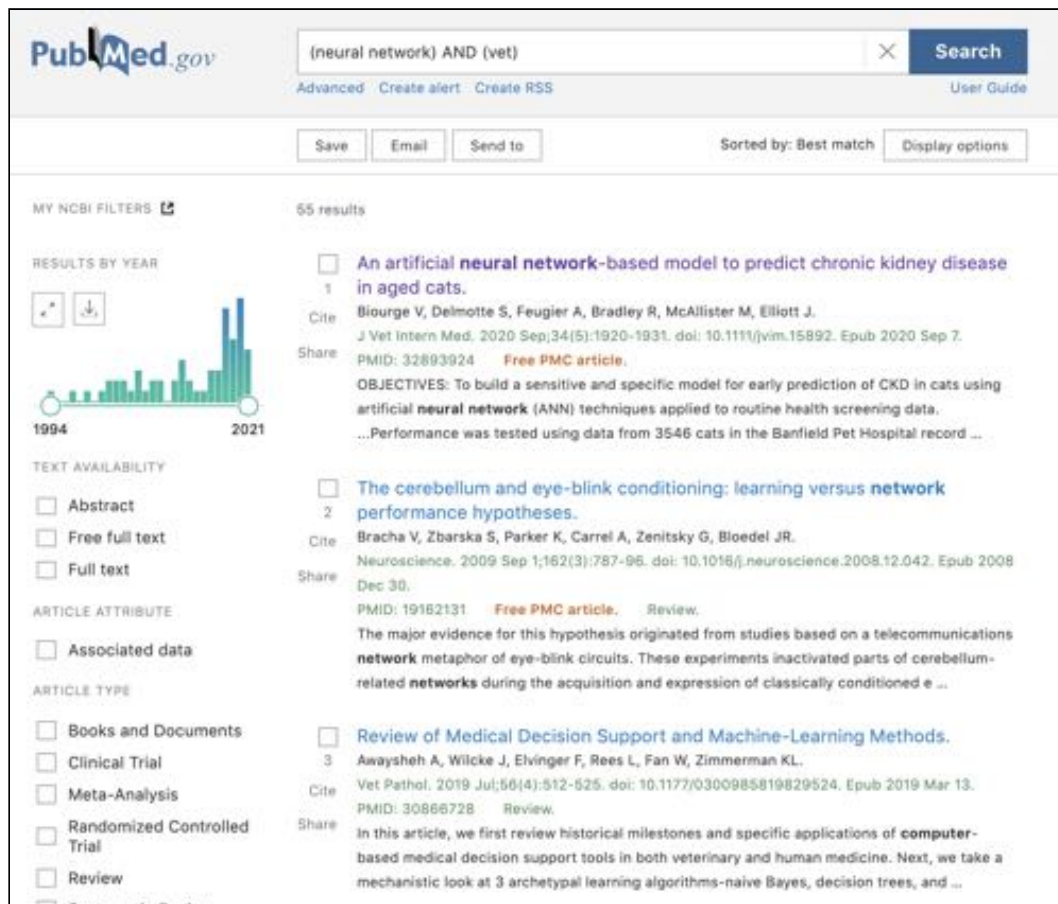 PubMed.gov
(neural network) AND (vet)
Search
Advanced Create alert Create RSS
User Guide
Save
Email
Send to
Sorted by: Best match
Display options
MY NCBI FILTERS
55 results
RESULTS BY YEAR
1994
2021
TEXT AVAILABILITY
Abstract
Free full text
Full text
ARTICLE ATTRIBUTE
Associated data
ARTICLE TYPE
Books and Documents
Clinical Trial
Meta-Analysis
Randomized Controlled
Trial
Review
1
Cite
Share
An artificial neural network-based model to predict chronic kidney disease
in aged cats.
Biourge V, Delmotte S, Feugier A, Bradley R, McAllister M, Elliott J.
J Vet Intern Med. 2020 Sep;34(5):1920-1931. doi: 10.1111/jvim.15892. Epub 2020 Sep 7.
PMID: 32893924 Free PMC article.
OBJECTIVES: To build a sensitive and specific model for early prediction of CKD in cats using
artificial neural network (ANN) techniques applied to routine health screening data.
...Performance was tested using data from 3546 cats in the Banfield Pet Hospital record ...
2
Cite
Share
The cerebellum and eye-blink conditioning: learning versus network
performance hypotheses.
Bracha V, Zbarska S, Parker K, Carrel A, Zenitsky G, Bloedel JR.
Neuroscience. 2009 Sep 1;162(3):787-96. doi: 10.1016/j.neuroscience.2008.12.042. Epub 2008
Dec 30.
PMID: 19162131 Free PMC article. Review.
The major evidence for this hypothesis originated from studies based on a telecommunications
network metaphor of eye-blink circuits. These experiments inactivated parts of cerebellum-
related networks during the acquisition and expression of classically conditioned e ...
3
Cite
Share
Review of Medical Decision Support and Machine-Learning Methods.
Awaysheh A, Wilcke J, Elvinger F, Rees L, Fan W, Zimmerman KL.
Vet Pathol. 2019 Jul;56(4):512-525. doi: 10.1177/0300985819829524. Epub 2019 Mar 13.
PMID: 30866728 Review.
In this article, we first review historical milestones and specific applications of computer-
based medical decision support tools in both veterinary and human medicine. Next, we take a
mechanistic look at 3 archetypal learning algorithms-naive Bayes, decision trees, and ...